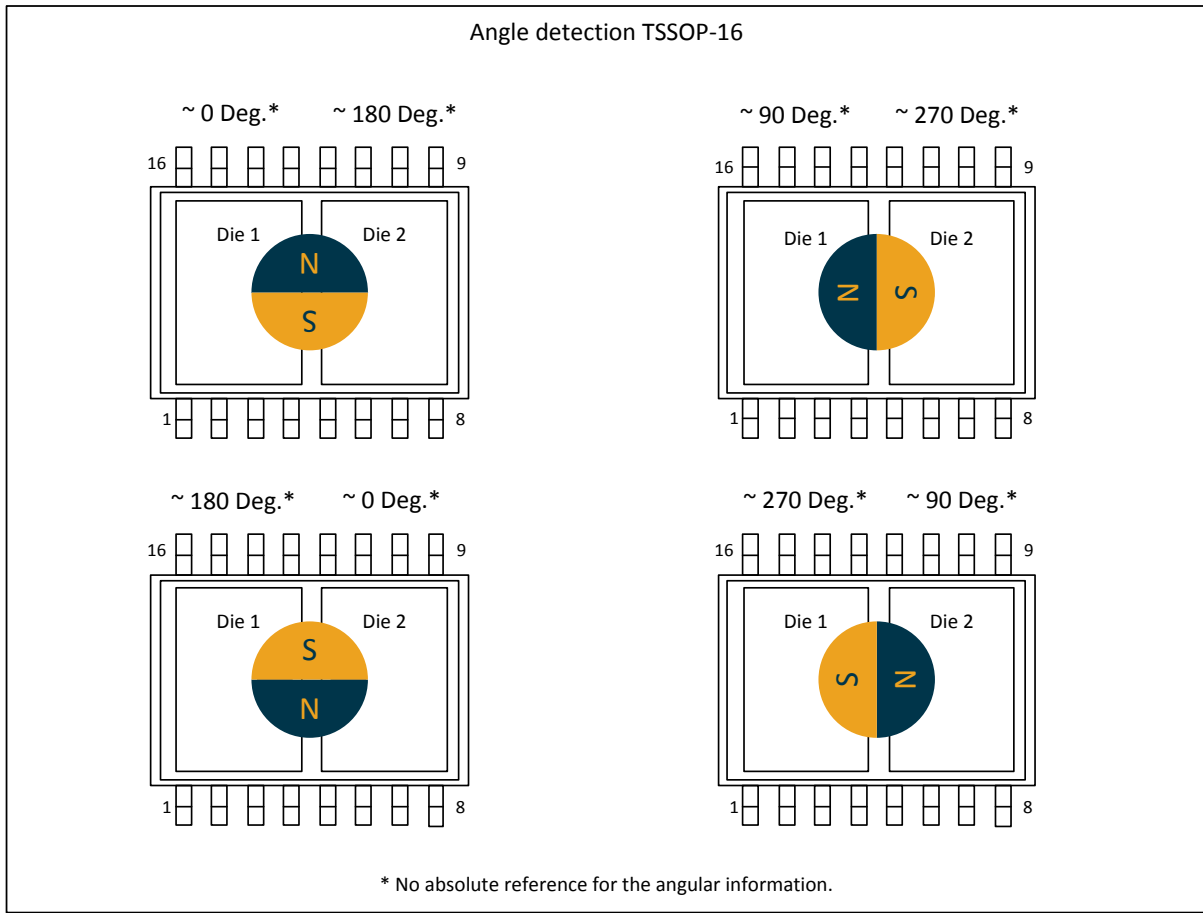 Angle detection TSSOP-16
~ 0 Deg.* ~ 180 Deg.* ~ 90 Deg.* ~ 270 Deg.*
16 9 16 9
Die 1 Die 2 Die 1 Die 2
N
N S
S
1 8 1 8
~ 180 Deg.* ~ 0 Deg.* ~ 270 Deg.* ~ 90 Deg.*
16 9 16 9
Die 1 Die 2 Die 1 Die 2
S
S N
N
1 8 1 8
* No absolute reference for the angular information.